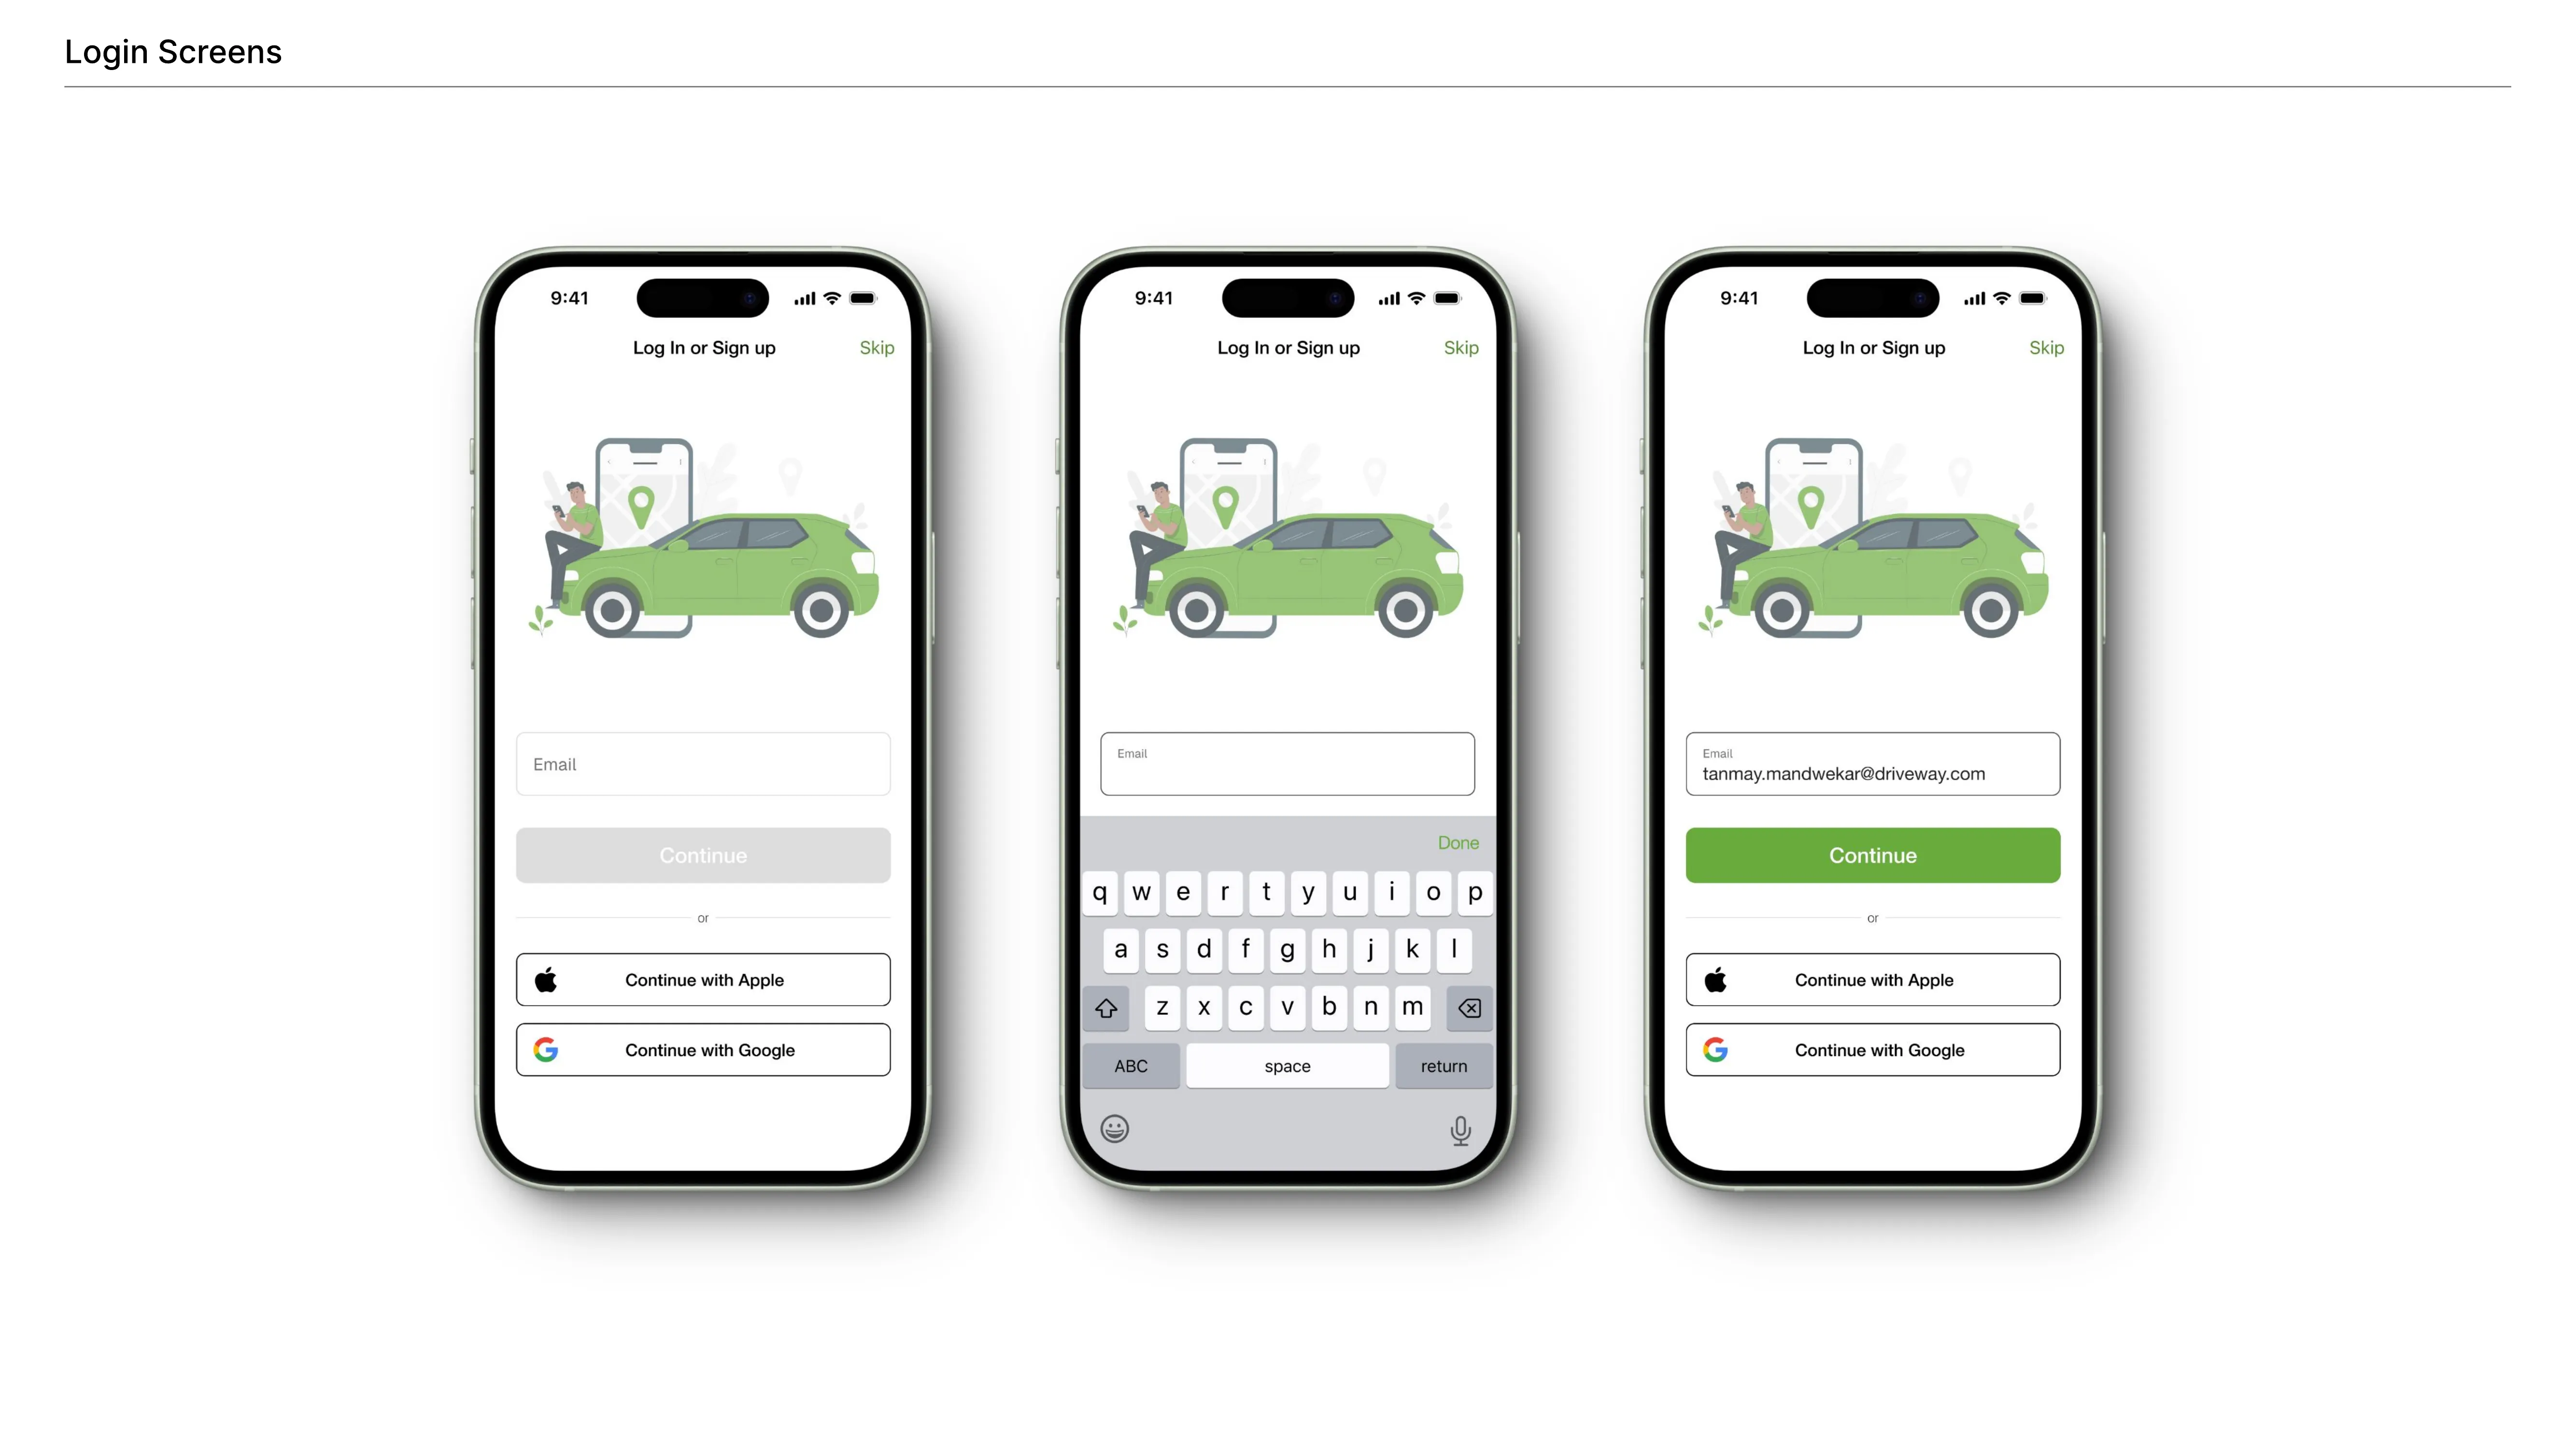 Login Screens
9:41
Log In or Sign up
Skip
Email
Continue
or
Continue with Apple
Continue with Google
9:41
Log In or Sign up
Skip
Email
Done
q w e r t y u i o p
a s d f g h j k l
z x c v b n m
ABC space return
9:41
Log In or Sign up
Skip
Email
tanmay.mandwekar@driveway.com
Continue
or
Continue with Apple
Continue with Google